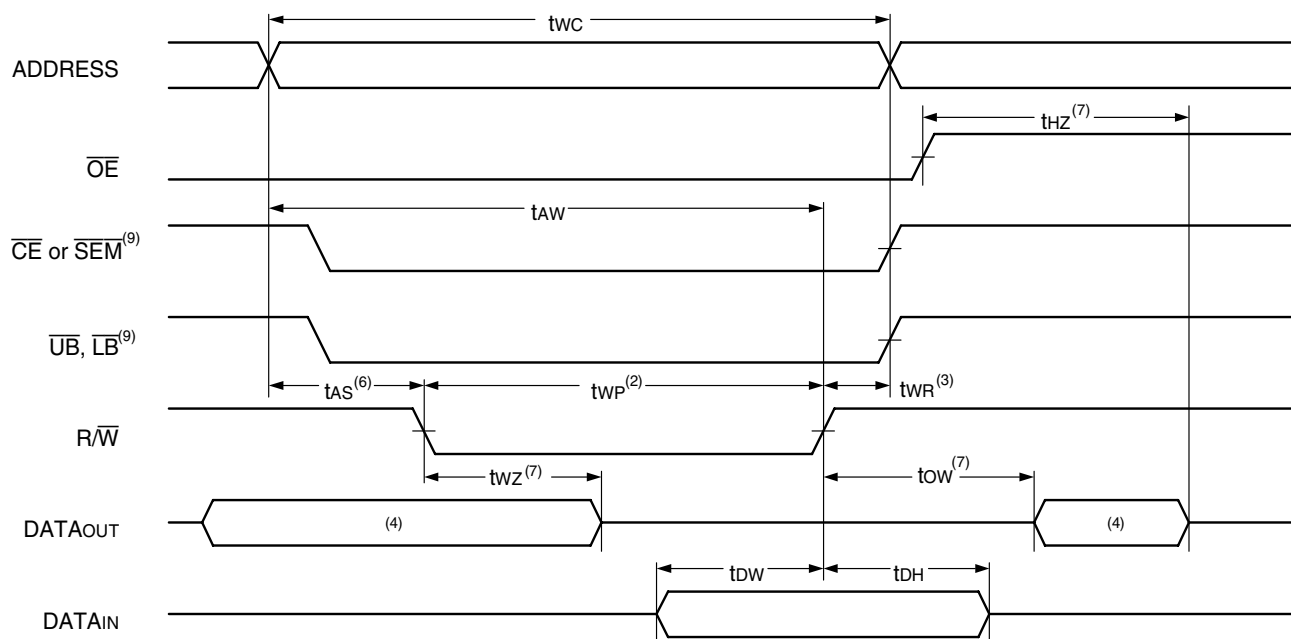 tWC
ADDRESS
tHZ(7)
OE
tAW
CE or SEM(9)
UB, LB(9)
tAS(6)
tWP(2)
tWR(3)
R/W
tWZ(7)
tOW(7)
DATAOUT
(4)
(4)
tDW
tDH
DATAIN